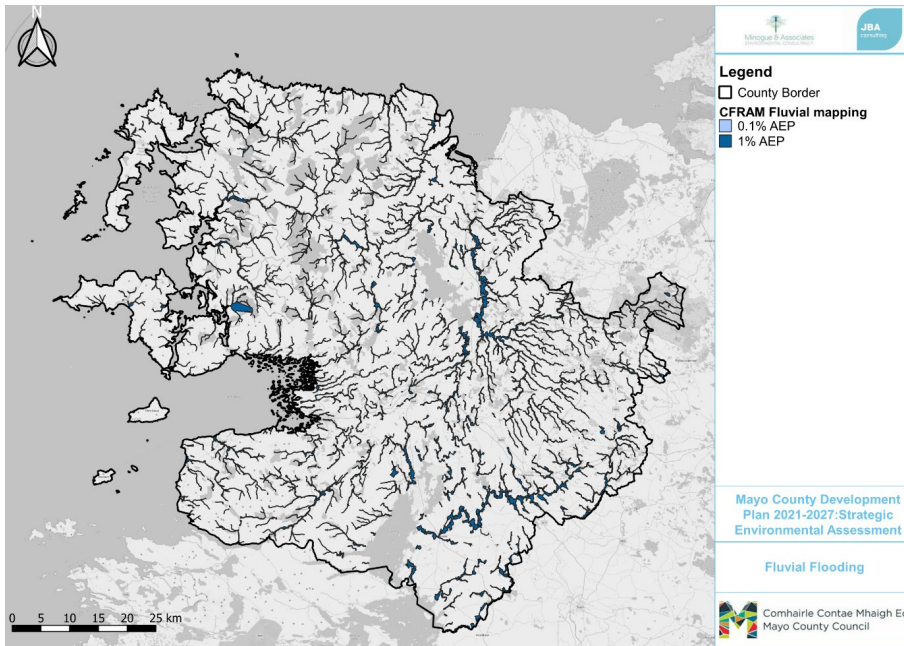 N
Minogue & Associates
ENVIRONMENTAL CONSULTANCY
JBA
consulting
Legend
County Border
CFRAM Fluvial mapping
0.1% AEP
1% AEP
Mayo County Development
Plan 2021-2027:Strategic
Environmental Assessment
Fluvial Flooding
0 5 10 15 20 25 km
Comhairle Contae Mhaigh Ec
Mayo County Council